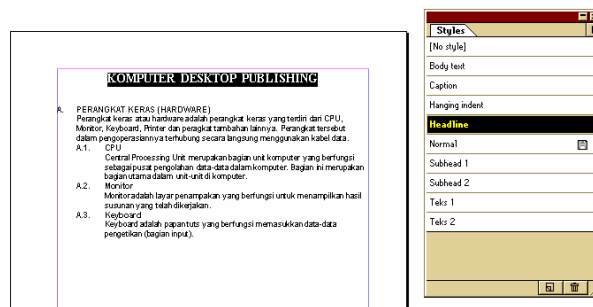 KOMPUTER DESKTOP PUBLISHING
A. PERANGKAT KERAS (HARDWARE)
Perangkat keras atau hardware adalah perangkat keras yang terdiri dari CPU,
Monitor, Keyboard, Printer dan peragkat tambahan lainnya. Perangkat tersebut
dalam pengoperasiannya terhubung secara langsung menggunakan kabel data.
A.1. CPU
Central Processing Unit merupakan bagian unit komputer yang berfungsi
sebagai pusat pengolahan data-data dalam komputer. Bagian ini merupakan
bagian utama dalam unit-unit di komputer.
A.2. Monitor
Monitor adalah layar penampakan yang berfungsi untuk menampilkan hasil
susunan yang telah dikerjakan.
A.3. Keyboard
Keyboard adalah papan tuts yang berfungsi memasukkan data-data
pengetikan (bagian input).
Styles
[No style]
Body text
Caption
Hanging indent
Headline
Normal
Subhead 1
Subhead 2
Teks 1
Teks 2